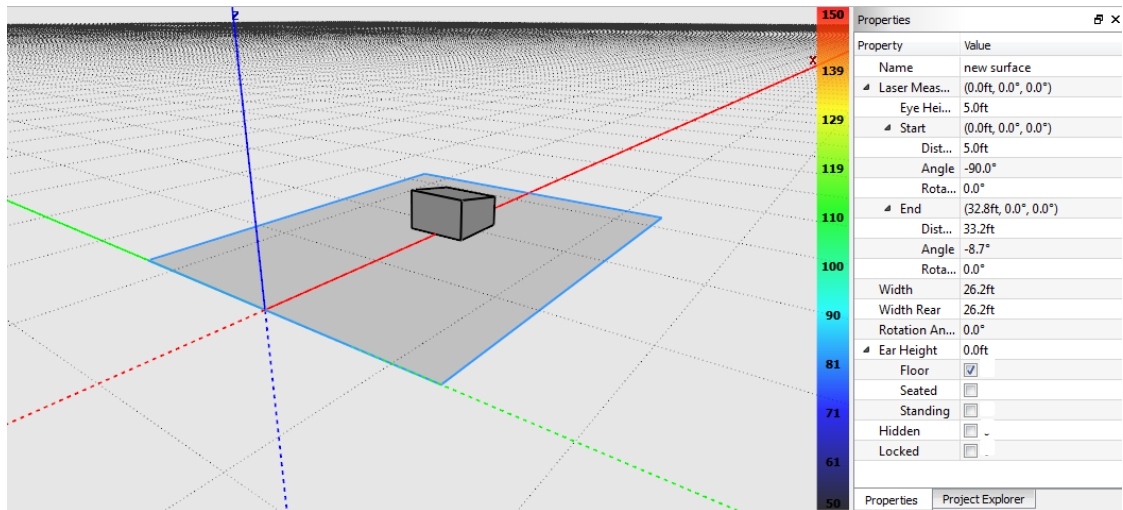 Z
X
150
139
129
119
110
100
90
81
71
61
50
Properties
Property Value
Name new surface
Laser Meas... (0.0ft, 0.0°, 0.0°)
Eye Hei... 5.0ft
Start (0.0ft, 0.0°, 0.0°)
Dist... 5.0ft
Angle -90.0°
Rota... 0.0°
End (32.8ft, 0.0°, 0.0°)
Dist... 33.2ft
Angle -8.7°
Rota... 0.0°
Width 26.2ft
Width Rear 26.2ft
Rotation An... 0.0°
Ear Height 0.0ft
Floor
Seated
Standing
Hidden
Locked
Properties Project Explorer